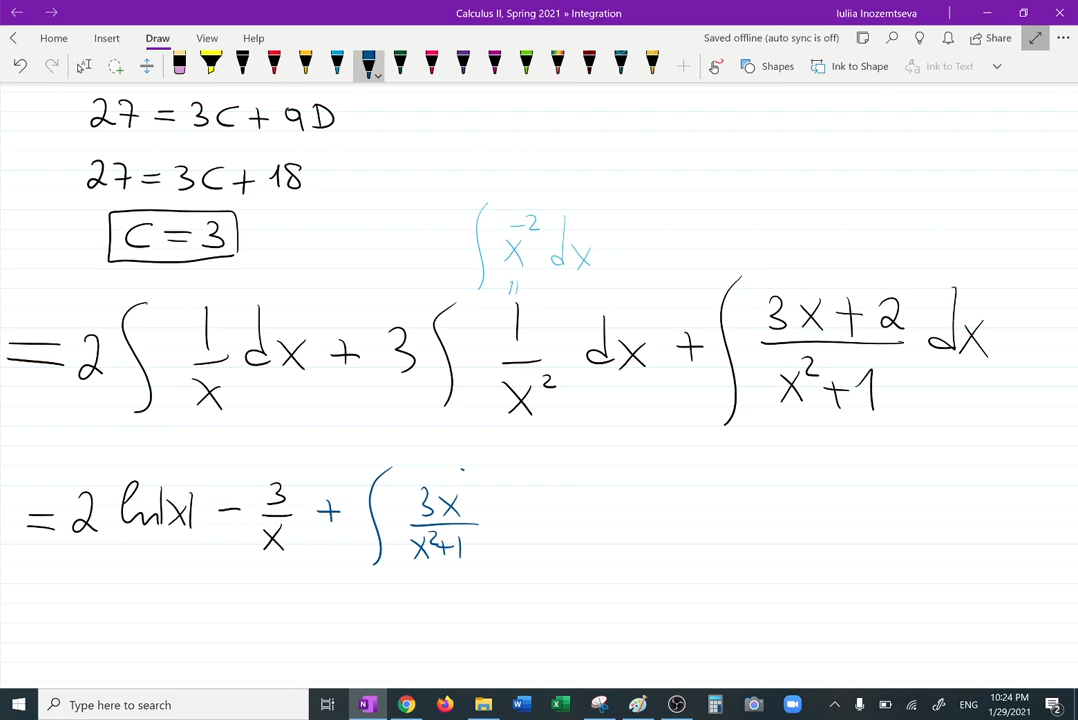 Calculus II, Spring 2021 » Integration
Iuliia Inozemtseva
Home Insert Draw View Help
Saved offline (auto sync is off)
Share
Shapes Ink to Shape Ink to Text
27 = 3C + 9D
27 = 3C + 18
C = 3
∫ x⁻² dx
= 2 ∫ 1/x dx + 3 ∫ 1/x² dx + ∫ (3x + 2)/(x² + 1) dx
= 2 ln|x| - 3/x + ∫ 3x/(x²+1)
Type here to search
ENG
10:24 PM
1/29/2021
2